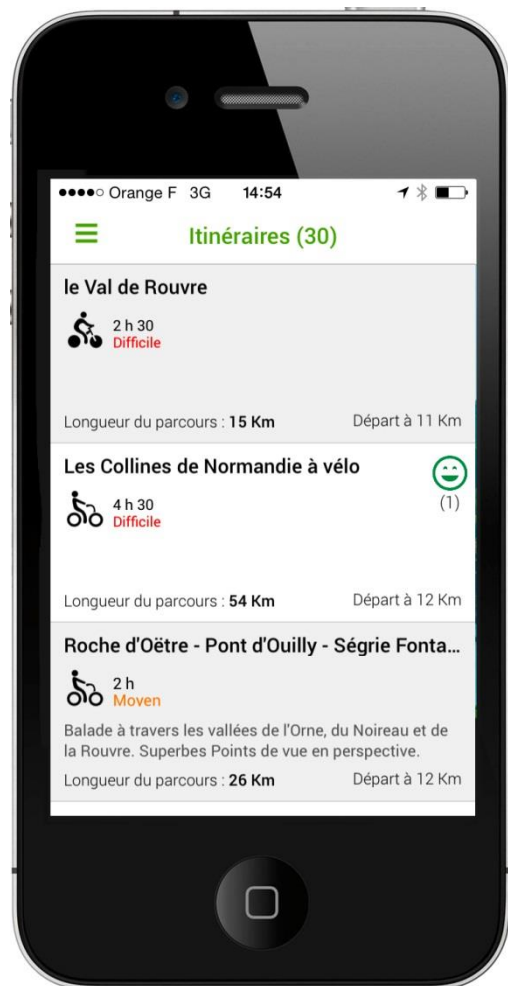 Orange F 3G 14:54
Itinéraires (30)
le Val de Rouvre
2 h 30
Difficile
Longueur du parcours : 15 Km Départ à 11 Km
Les Collines de Normandie à vélo
(1)
4 h 30
Difficile
Longueur du parcours : 54 Km Départ à 12 Km
Roche d'Oëtre - Pont d'Ouilly - Ségrie Fonta...
2 h
Moyen
Balade à travers les vallées de l'Orne, du Noireau et de
la Rouvre. Superbes Points de vue en perspective.
Longueur du parcours : 26 Km Départ à 12 Km